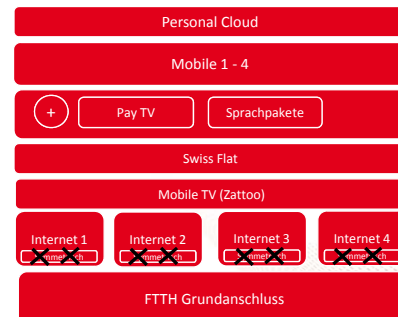 Personal Cloud
Mobile 1 - 4
+ Pay TV Sprachpakete
Swiss Flat
Mobile TV (Zattoo)
Internet 1 Internet 2 Internet 3 Internet 4
FTTH Grundanschluss